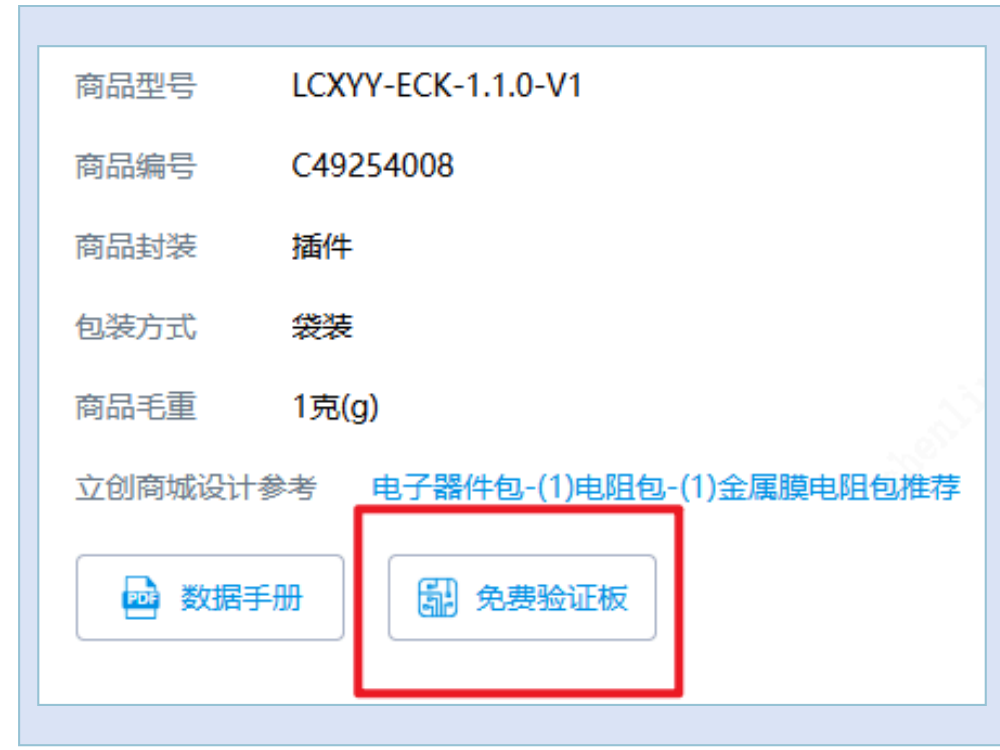 商品型号 LCXYY-ECK-1.1.0-V1
商品编号 C49254008
商品封装 插件
包装方式 袋装
商品毛重 1克(g)
立创商城设计参考 电子器件包-(1)电阻包-(1)金属膜电阻包推荐
PDF 数据手册 免费验证板